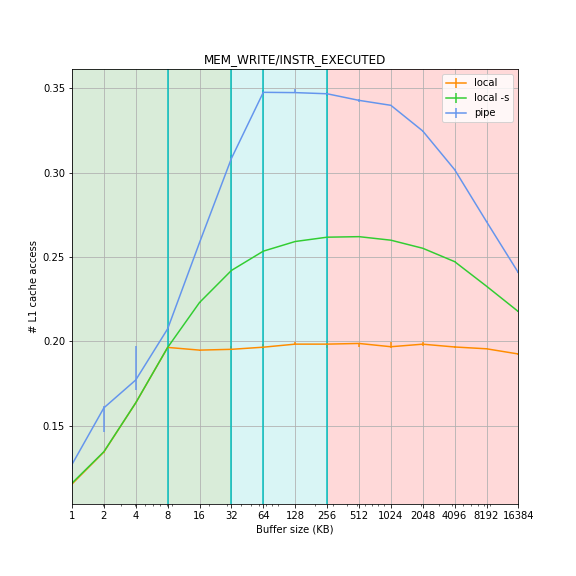 MEM_WRITE/INSTR_EXECUTED
local
local -s
pipe
0.35
0.30
0.25
0.20
0.15
# L1 cache access
1 2 4 8 16 32 64 128 256 512 1024 2048 4096 8192 16384
Buffer size (KB)